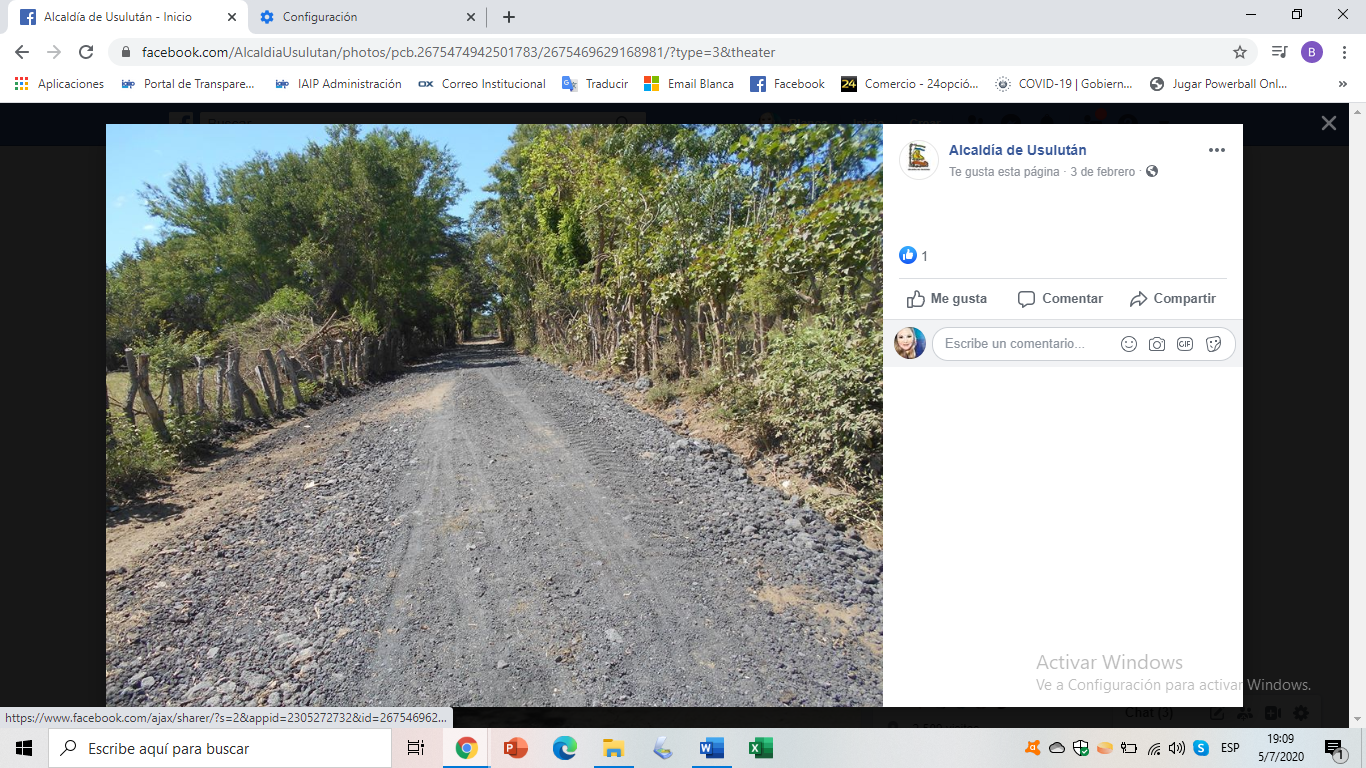 Alcaldía de Usulután - Inicio
Configuración
facebook.com/AlcaldiaUsulutan/photos/pcb.2675474942501783/2675469629168981/?type=3&theater
B
Aplicaciones
Portal de Transpare...
IAIP Administración
Correo Institucional
Traducir
Email Blanca
Facebook
24 Comercio - 24opció...
COVID-19 | Gobiern...
Jugar Powerball Onl...
Alcaldía de Usulután
Te gusta esta página · 3 de febrero ·
1
Me gusta
Comentar
Compartir
Escribe un comentario...
GIF
Activar Windows
Ve a Configuración para activar Windows.
Chat (3)
https://www.facebook.com/ajax/sharer/?s=2&appid=2305272732&id=267546962...
Escribe aquí para buscar
ESP
19:09
5/7/2020
1